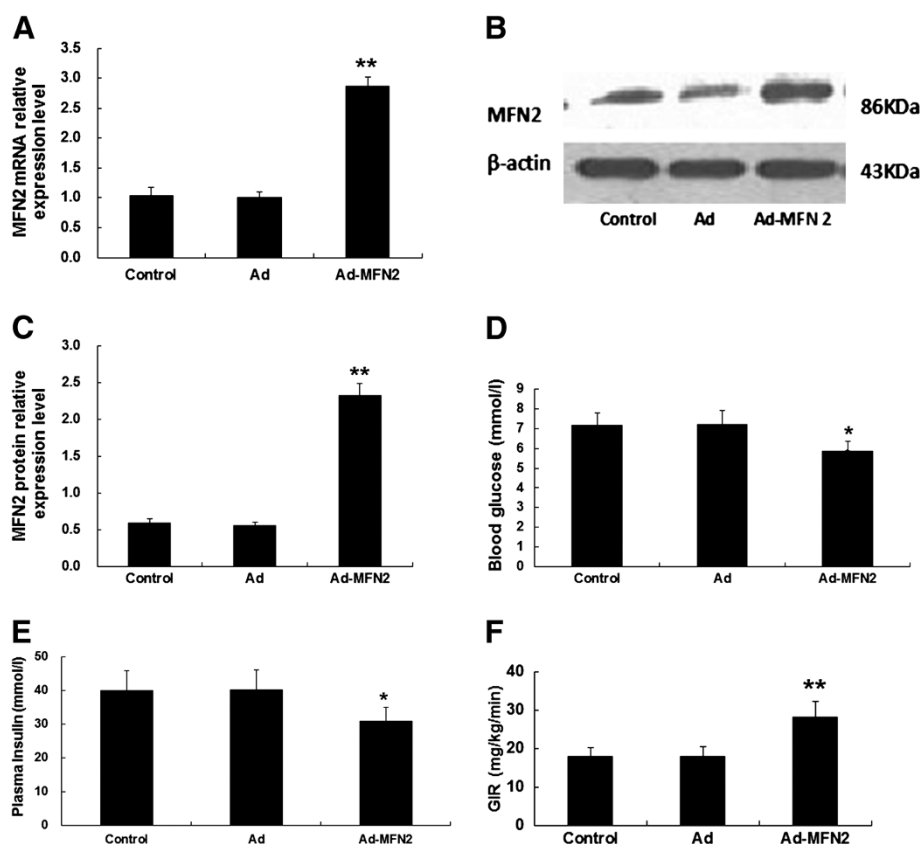 A
MFN2 mRNA relative
expression level
3.5
3.0
2.5
2.0
1.5
1.0
0.5
0.0
**
Control
Ad
Ad-MFN2
B
MFN2
86KDa
β-actin
43KDa
Control
Ad
Ad-MFN 2
C
MFN2 protein relative
expression level
3.0
2.5
2.0
1.5
1.0
0.5
0.0
**
Control
Ad
Ad-MFN2
D
Blood glucose (mmol/l)
9
8
7
6
5
4
3
2
1
0
*
Control
Ad
Ad-MFN2
E
Plasma Insulin (mmol/l)
50
40
30
20
10
0
*
Control
Ad
Ad-MFN2
F
GIR (mg/kg/min)
40
30
20
10
0
**
Control
Ad
Ad-MFN2